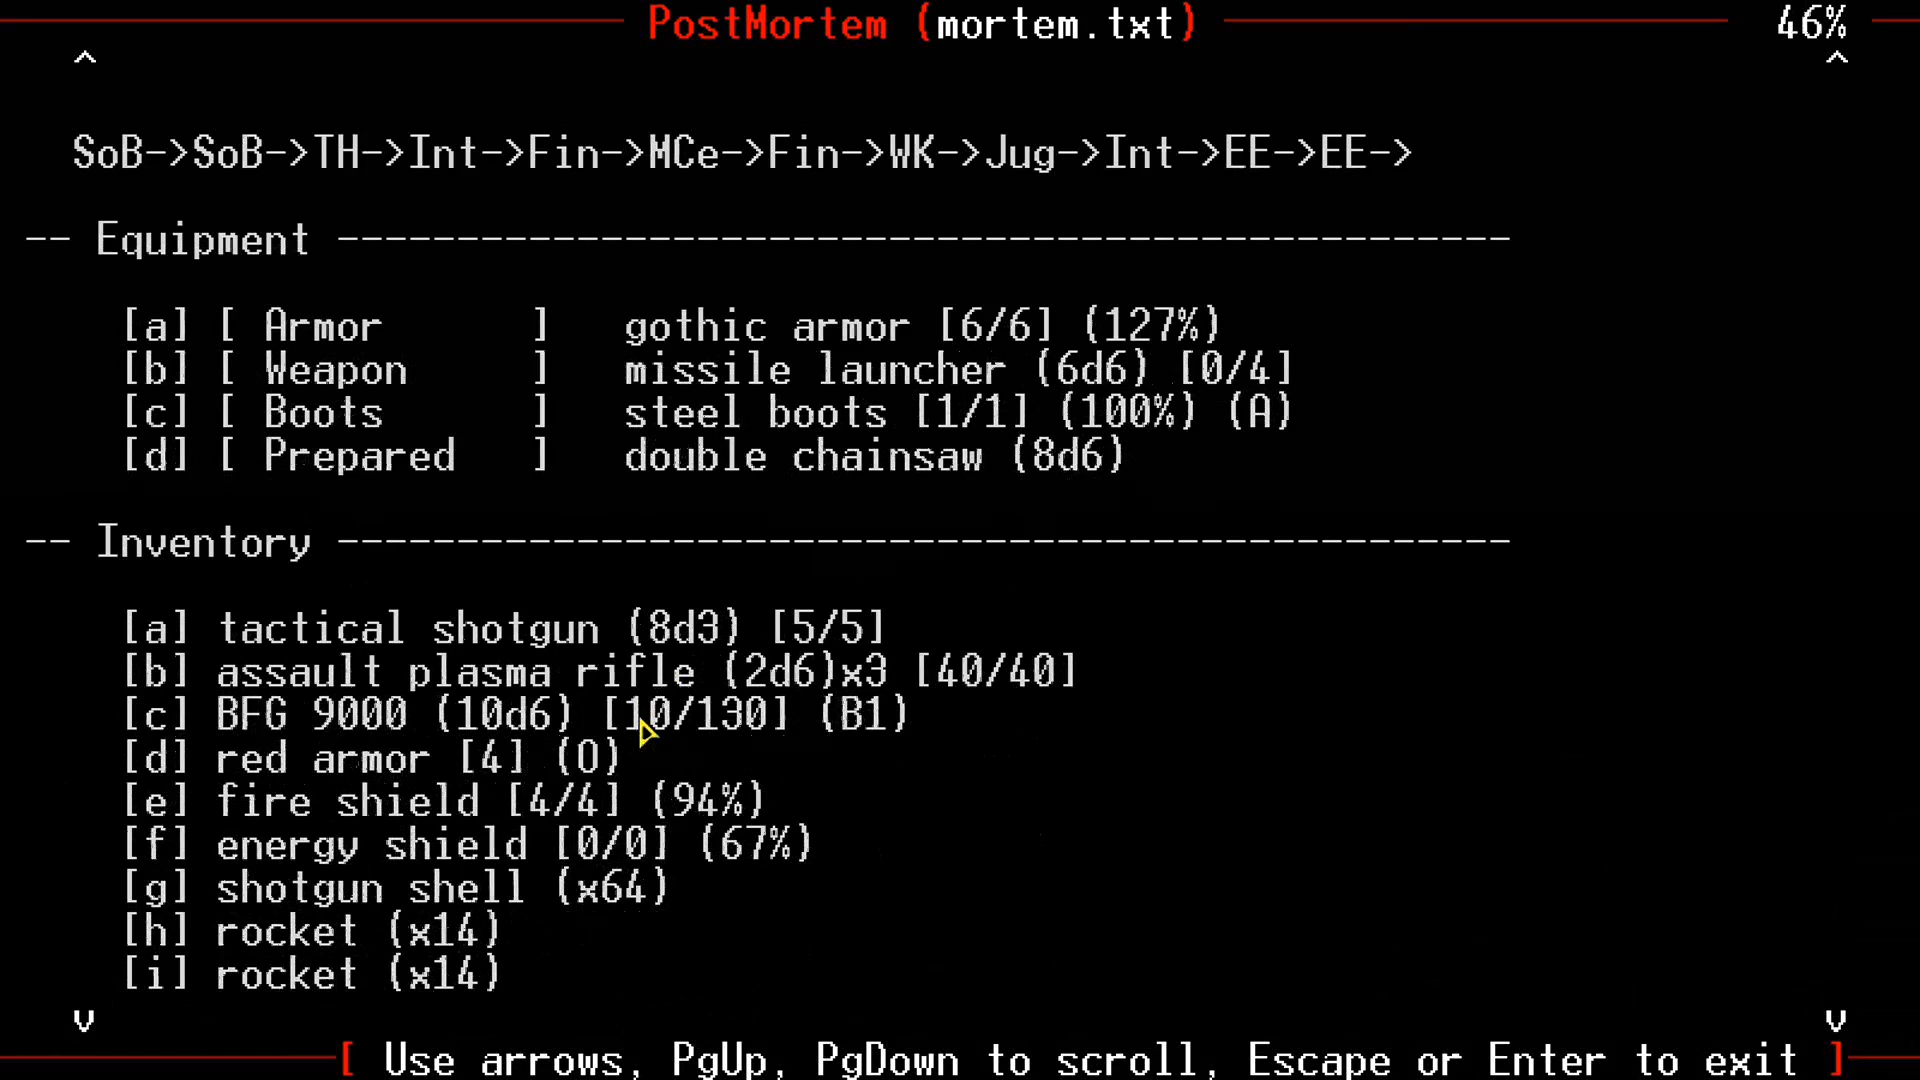 PostMortem (mortem.txt) 46%
^ ^
SoB->SoB->TH->Int->Fin->MCe->Fin->WK->Jug->Int->EE->EE->
-- Equipment -------------------------------------------------
[a] [ Armor ] gothic armor [6/6] (127%)
[b] [ Weapon ] missile launcher (6d6) [0/4]
[c] [ Boots ] steel boots [1/1] (100%) (A)
[d] [ Prepared ] double chainsaw (8d6)
-- Inventory -------------------------------------------------
[a] tactical shotgun (8d3) [5/5]
[b] assault plasma rifle (2d6)x3 [40/40]
[c] BFG 9000 (10d6) [10/130] (B1)
[d] red armor [4] (O)
[e] fire shield [4/4] (94%)
[f] energy shield [0/0] (67%)
[g] shotgun shell (x64)
[h] rocket (x14)
[i] rocket (x14)
v v
[ Use arrows, PgUp, PgDown to scroll, Escape or Enter to exit ]